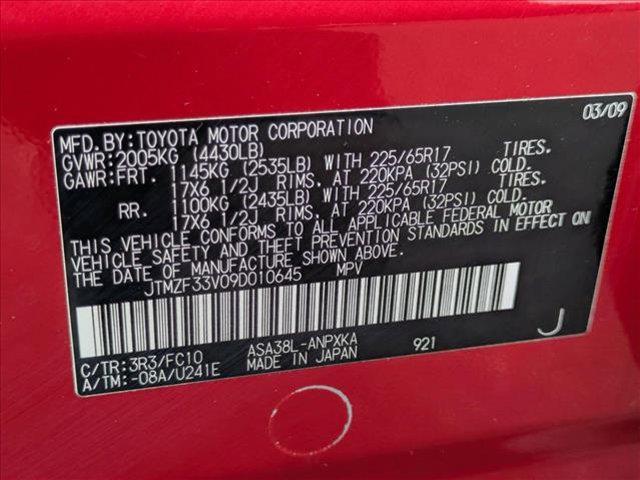 03/09
MFD. BY: TOYOTA MOTOR CORPORATION
GVWR: 2005KG (4430LB)
GAWR: FRT. 1145KG (2535LB) WITH 225/65R17 TIRES.
17X6 1/2J RIMS. AT 220KPA (32PSI) COLD.
RR. 1100KG (2435LB) WITH 225/65R17 TIRES.
17X6 1/2J RIMS. AT 220KPA (32PSI) COLD.
THIS VEHICLE CONFORMS TO ALL APPLICABLE FEDERAL MOTOR
VEHICLE SAFETY AND THEFT PREVENTION STANDARDS IN EFFECT ON
THE DATE OF MANUFACTURE SHOWN ABOVE.
JTMZF33V09D010645 MPV
C/TR: 3R3/FC10 ASA38L-ANPXKA 921 J
A/TM: -08A/U241E MADE IN JAPAN